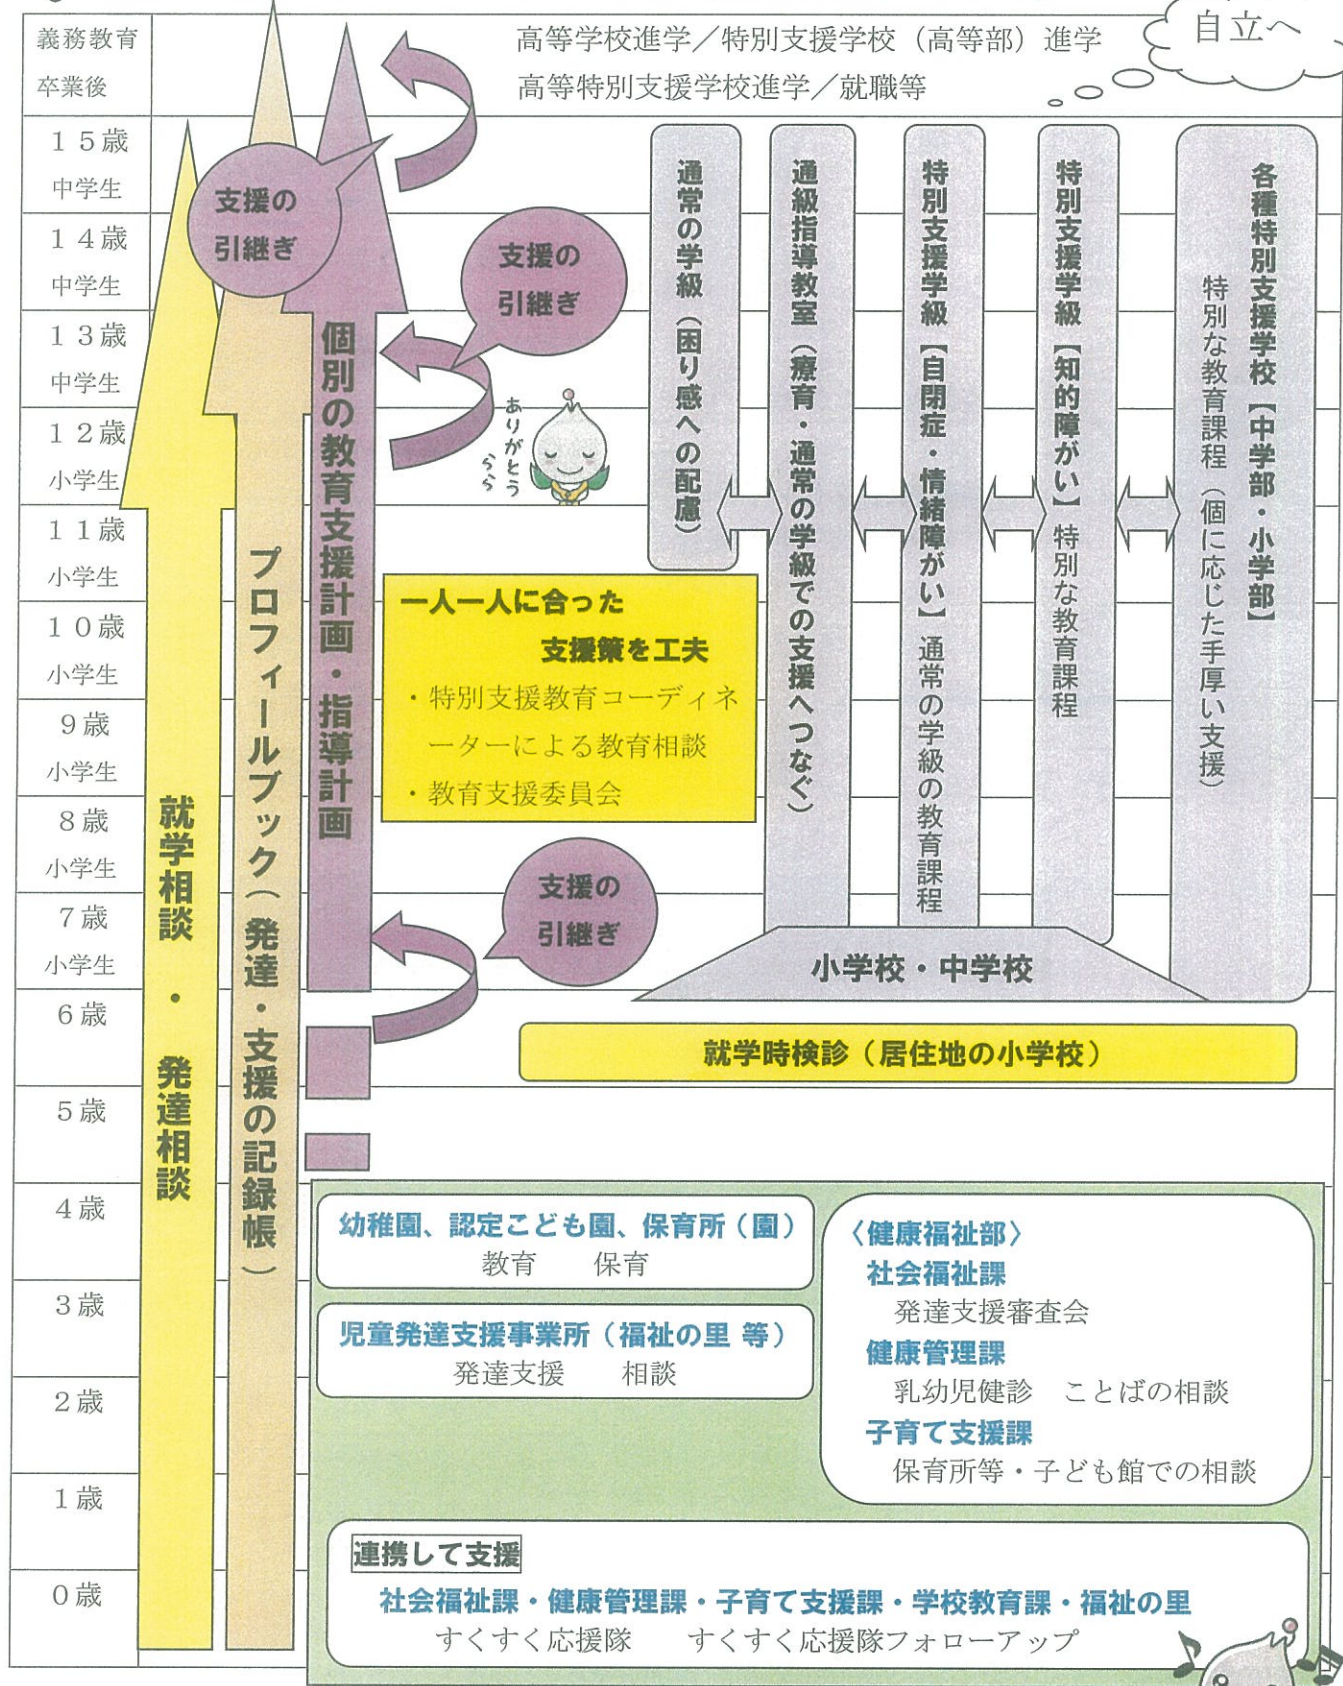 義務教育
卒業後
高等学校進学／特別支援学校（高等部）進学
高等特別支援学校進学／就職等
自立へ
１５歳
中学生
１４歳
中学生
１３歳
中学生
１２歳
小学生
１１歳
小学生
１０歳
小学生
９歳
小学生
８歳
小学生
７歳
小学生
６歳
５歳
４歳
３歳
２歳
１歳
０歳
就学相談　・　発達相談
プロフィールブック（発達・支援の記録帳）
個別の教育支援計画・指導計画
支援の
引継ぎ
支援の
引継ぎ
ありがとう
らら
一人一人に合った
支援策を工夫
・特別支援教育コーディネ
ーターによる教育相談
・教育支援委員会
支援の
引継ぎ
通常の学級（困り感への配慮）
通級指導教室（療育・通常の学級での支援へつなぐ）
特別支援学級【自閉症・情緒障がい】通常の学級の教育課程
特別支援学級【知的障がい】特別な教育課程
各種特別支援学校【中学部・小学部】
特別な教育課程（個に応じた手厚い支援）
小学校・中学校
就学時検診（居住地の小学校）
幼稚園、認定こども園、保育所（園）
教育　　保育
児童発達支援事業所（福祉の里 等）
発達支援　　相談
〈健康福祉部〉
社会福祉課
発達支援審査会
健康管理課
乳幼児健診　ことばの相談
子育て支援課
保育所等・子ども館での相談
連携して支援
社会福祉課・健康管理課・子育て支援課・学校教育課・福祉の里
すくすく応援隊　　すくすく応援隊フォローアップ